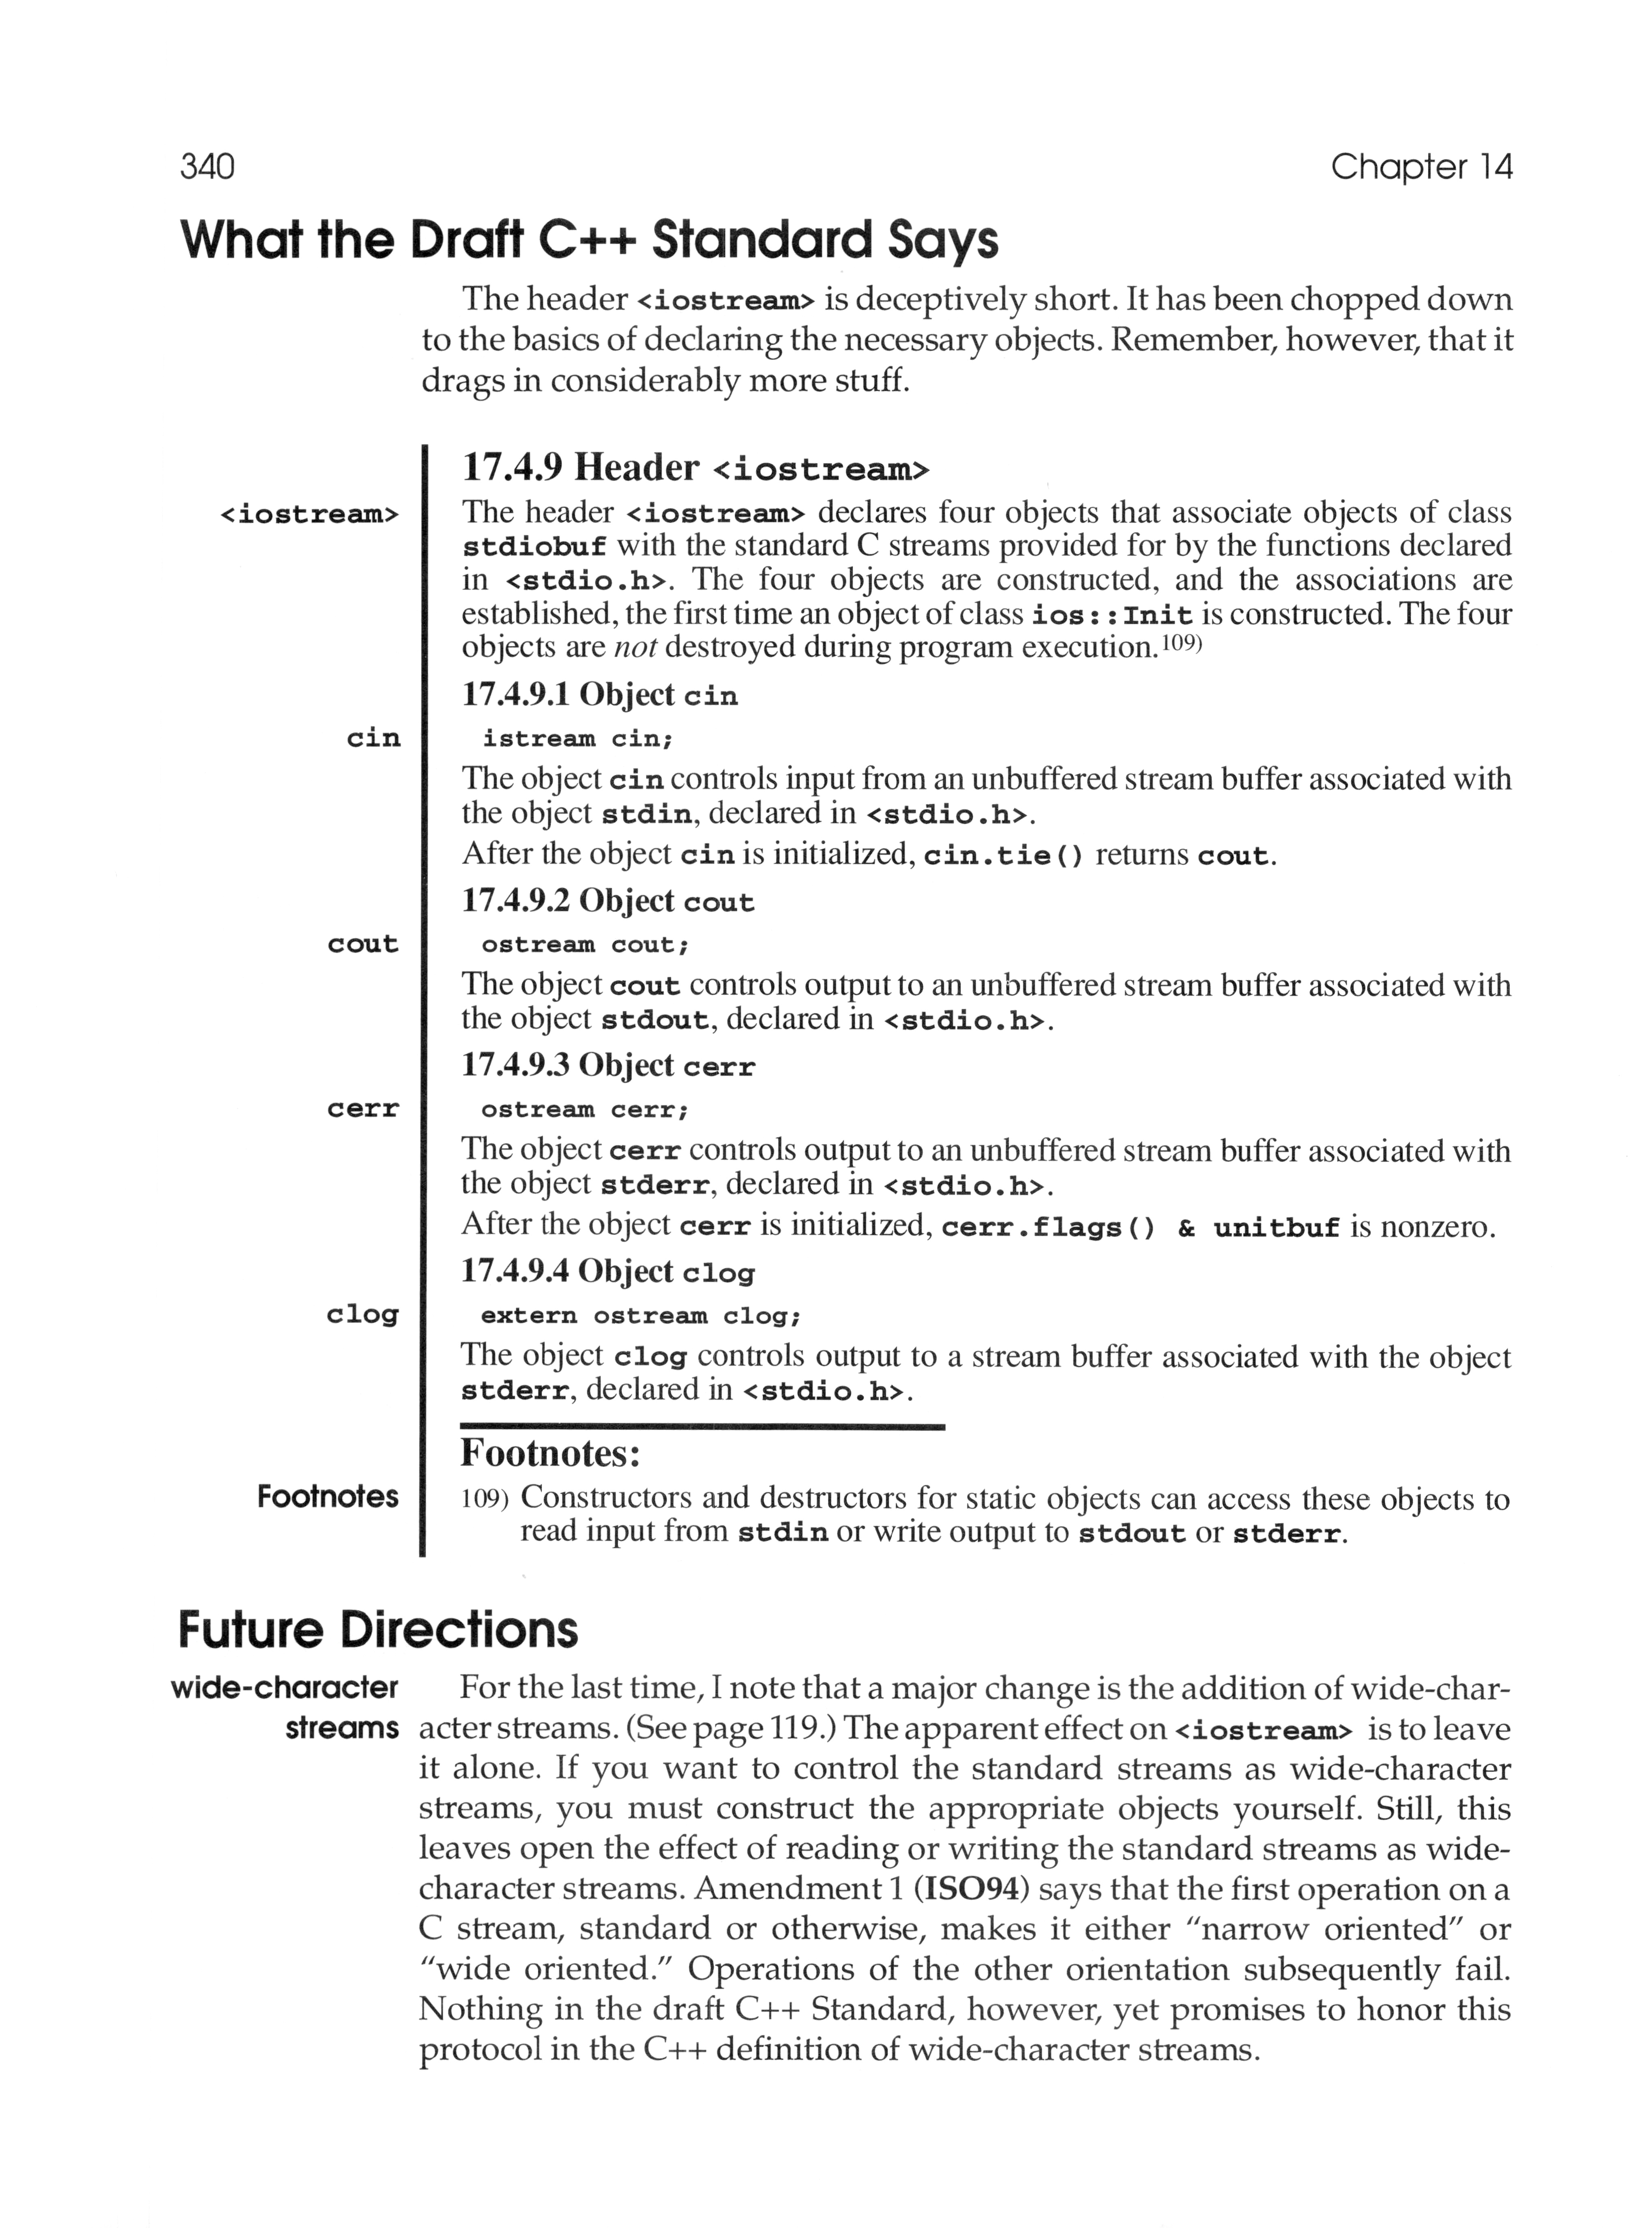 340 Chapter 14
What the Draft C++ Standard Says
The header <iostream> is deceptively short. It has been chopped down
to the basics of declaring the necessary objects. Remember, however, that it
drags in considerably more stuff.
17.4.9 Header <iostream>
<iostream> The header <iostream> declares four objects that associate objects of class
stdiobuf with the standard C streams provided for by the functions declared
in <stdio.h>. The four objects are constructed, and the associations are
established, the first time an object of class ios::Init is constructed. The four
objects are not destroyed during program execution.109)
17.4.9.1 Object cin
cin istream cin;
The object cin controls input from an unbuffered stream buffer associated with
the object stdin, declared in <stdio.h>.
After the object cin is initialized, cin.tie() returns cout.
17.4.9.2 Object cout
cout ostream cout;
The object cout controls output to an unbuffered stream buffer associated with
the object stdout, declared in <stdio.h>.
17.4.9.3 Object cerr
cerr ostream cerr;
The object cerr controls output to an unbuffered stream buffer associated with
the object stderr, declared in <stdio.h>.
After the object cerr is initialized, cerr.flags() & unitbuf is nonzero.
17.4.9.4 Object clog
clog extern ostream clog;
The object clog controls output to a stream buffer associated with the object
stderr, declared in <stdio.h>.
Footnotes:
Footnotes 109) Constructors and destructors for static objects can access these objects to
read input from stdin or write output to stdout or stderr.
Future Directions
wide-character For the last time, I note that a major change is the addition of wide-char-
streams acter streams. (See page 119.) The apparent effect on <iostream> is to leave
it alone. If you want to control the standard streams as wide-character
streams, you must construct the appropriate objects yourself. Still, this
leaves open the effect of reading or writing the standard streams as wide-
character streams. Amendment 1 (ISO94) says that the first operation on a
C stream, standard or otherwise, makes it either “narrow oriented” or
“wide oriented.” Operations of the other orientation subsequently fail.
Nothing in the draft C++ Standard, however, yet promises to honor this
protocol in the C++ definition of wide-character streams.